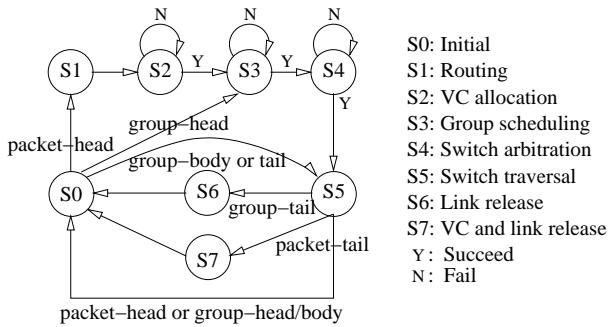 N
N
N
S1
S2
Y
S3
Y
S4
Y
packet−head
group−head
group−body or tail
S0
S6
S5
group−tail
S7
packet−tail
packet−head or group−head/body
S0: Initial
S1: Routing
S2: VC allocation
S3: Group scheduling
S4: Switch arbitration
S5: Switch traversal
S6: Link release
S7: VC and link release
Y: Succeed
N: Fail